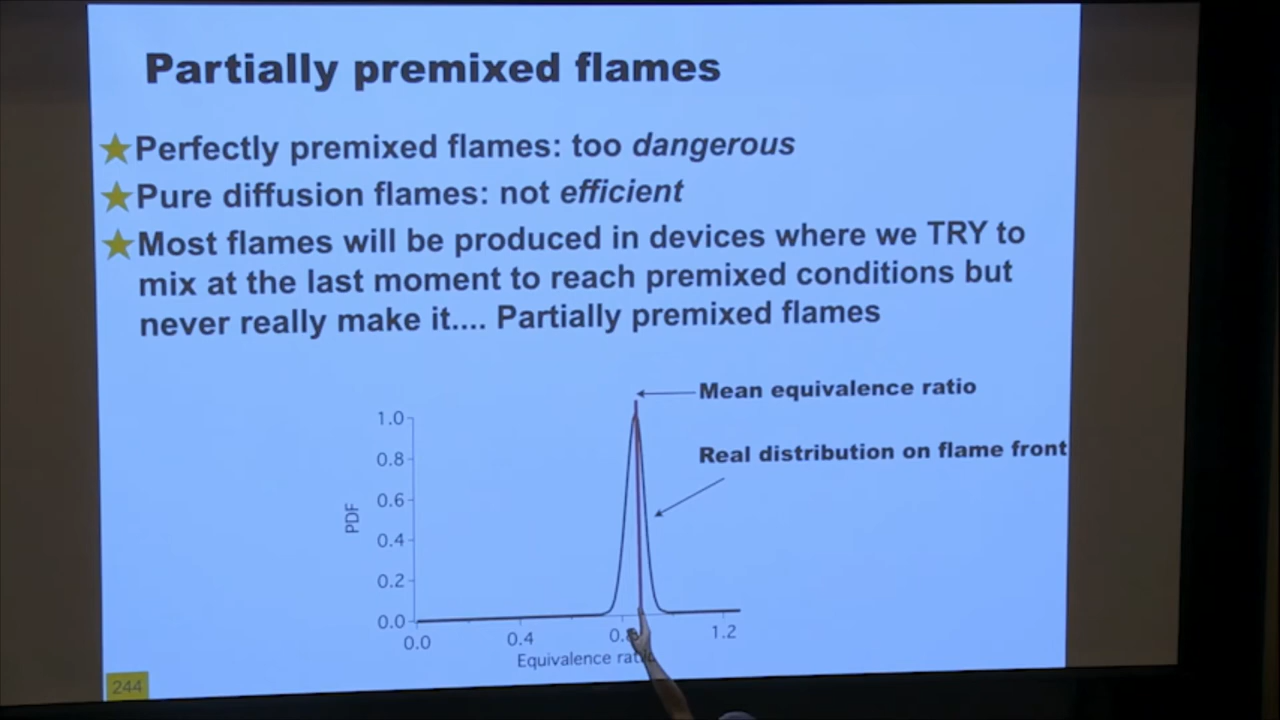 Partially premixed flames
Perfectly premixed flames: too dangerous
Pure diffusion flames: not efficient
Most flames will be produced in devices where we TRY to
mix at the last moment to reach premixed conditions but
never really make it.... Partially premixed flames
Mean equivalence ratio
Real distribution on flame front
1.0
0.8
0.6
0.4
0.2
0.0
PDF
0.0 0.4 1.2
Equivalence
244